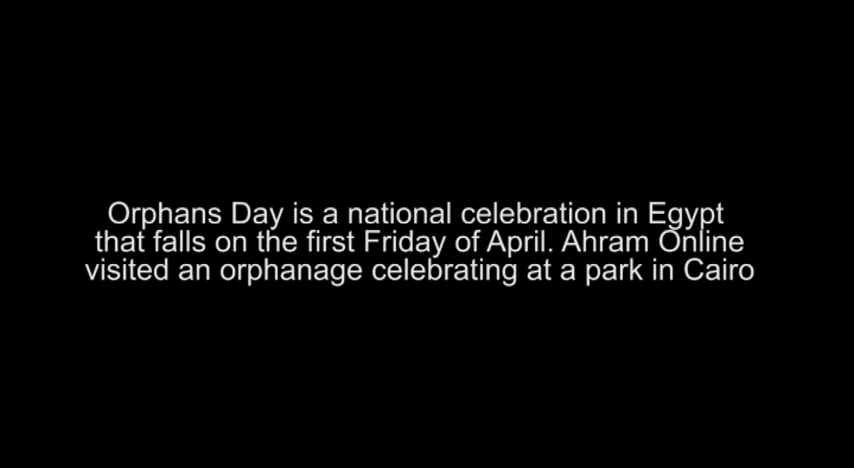 Orphans Day is a national celebration in Egypt
that falls on the first Friday of April. Ahram Online
visited an orphanage celebrating at a park in Cairo